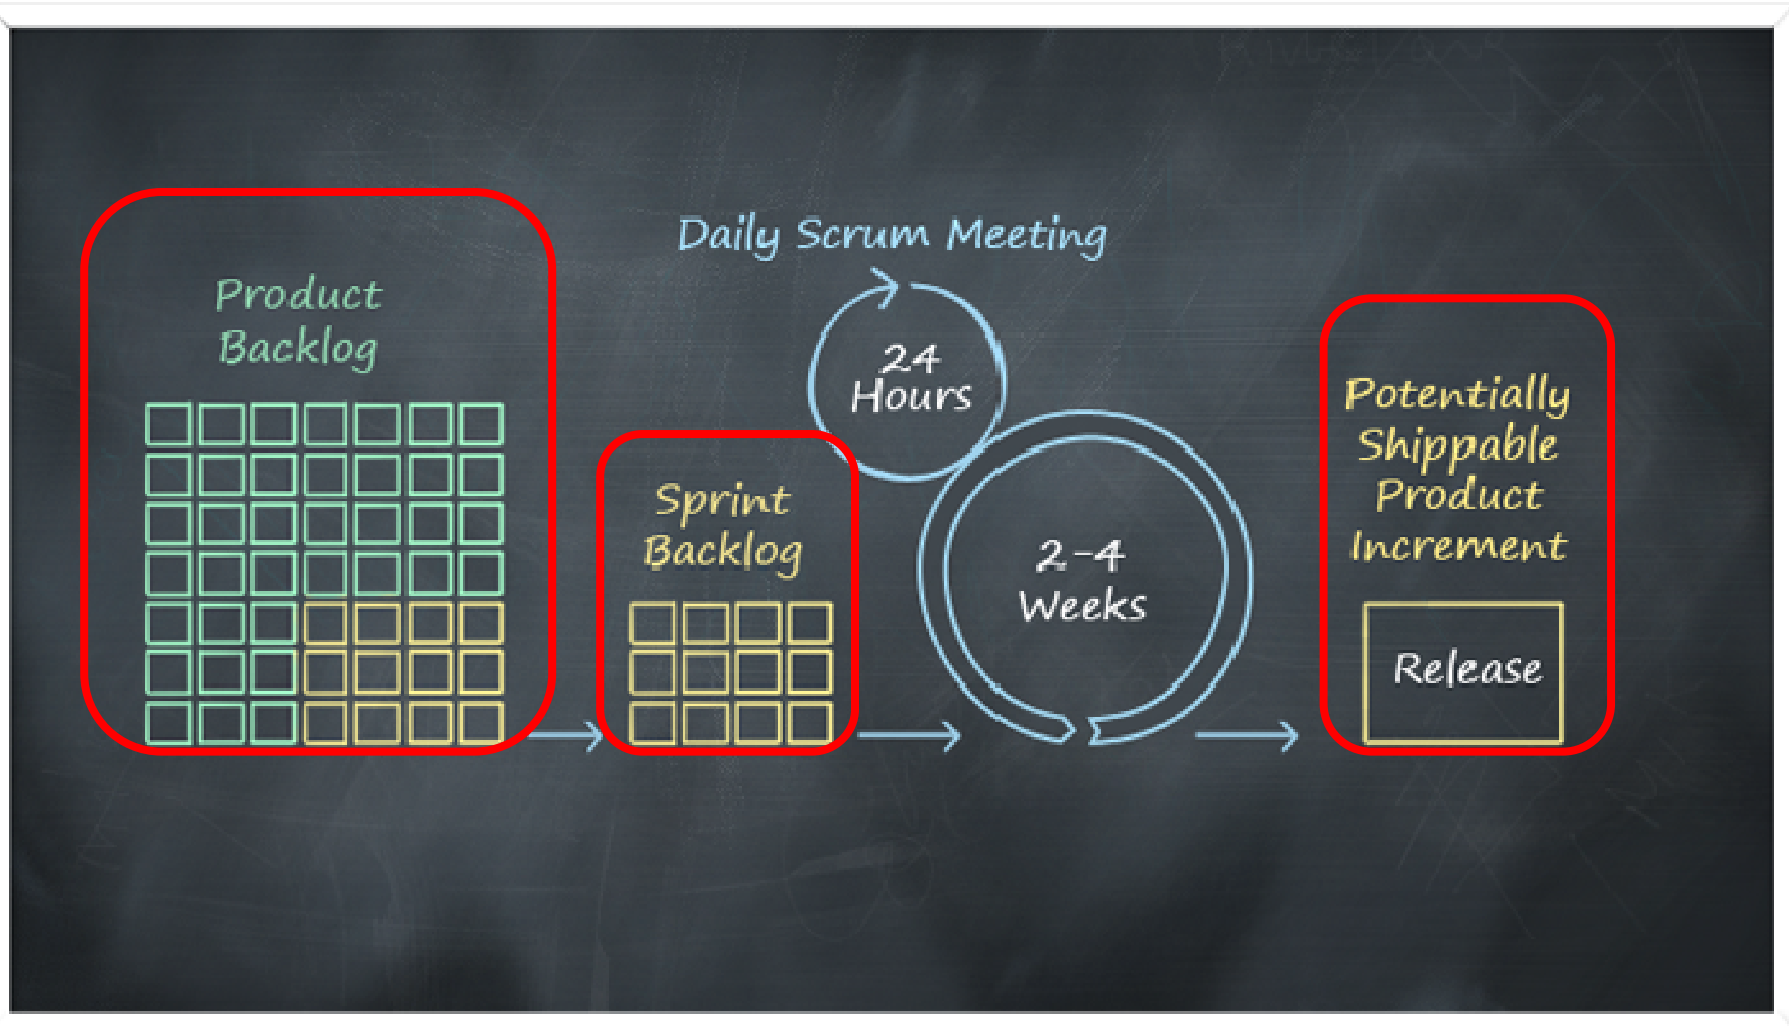 Product
Backlog
Daily Scrum Meeting
24
Hours
Sprint
Backlog
2-4
Weeks
Potentially
Shippable
Product
Increment
Release